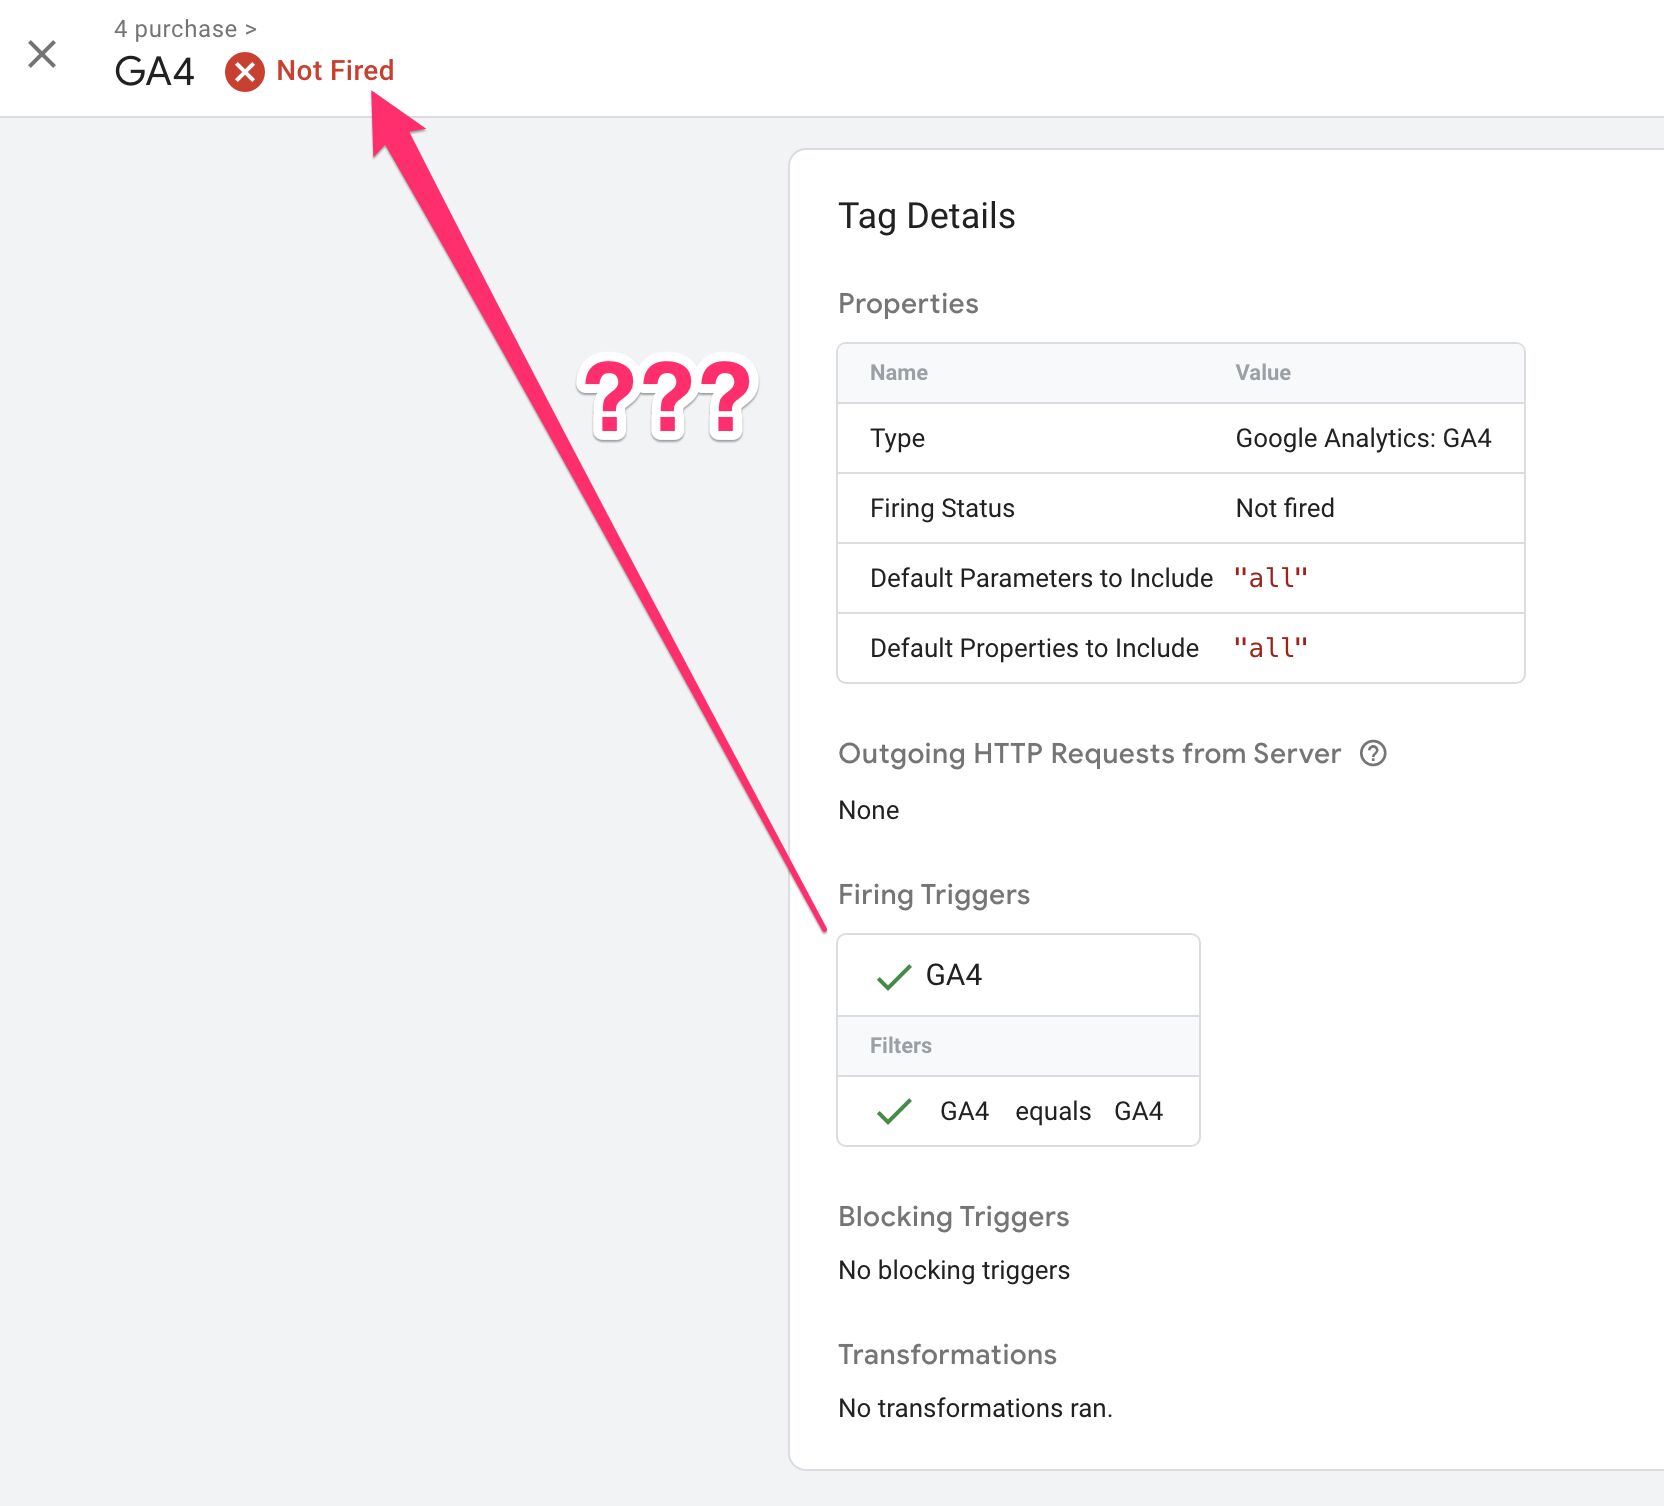 4 purchase >
GA4 Not Fired
Tag Details
Properties
???
Name Value
Type Google Analytics: GA4
Firing Status Not fired
Default Parameters to Include "all"
Default Properties to Include "all"
Outgoing HTTP Requests from Server ?
None
Firing Triggers
GA4
Filters
GA4 equals GA4
Blocking Triggers
No blocking triggers
Transformations
No transformations ran.